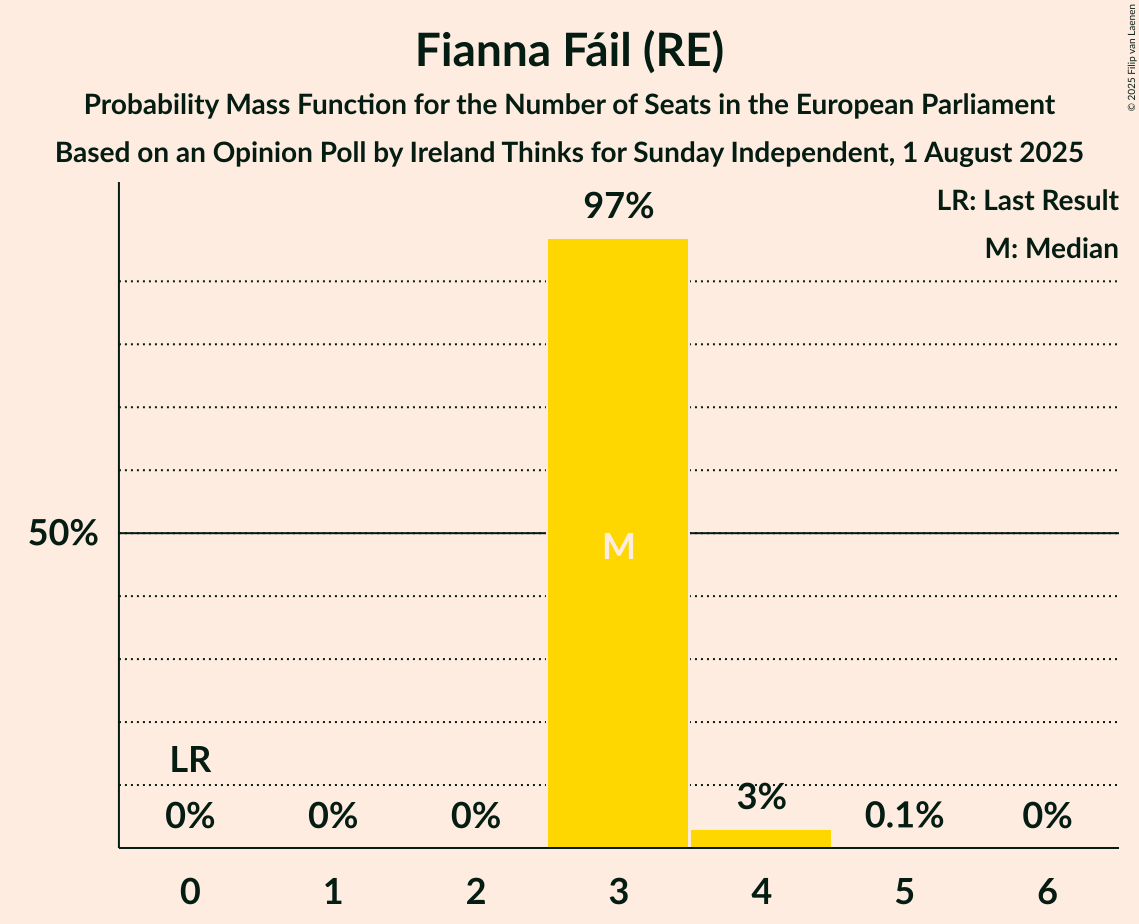 Fianna Fáil (RE)
Probability Mass Function for the Number of Seats in the European Parliament
Based on an Opinion Poll by Ireland Thinks for Sunday Independent, 1 August 2025
© 2025 Filip van Laenen
LR: Last Result
M: Median
97%
50%
M
LR
0%
0%
0%
3%
0.1%
0%
0
1
2
3
4
5
6